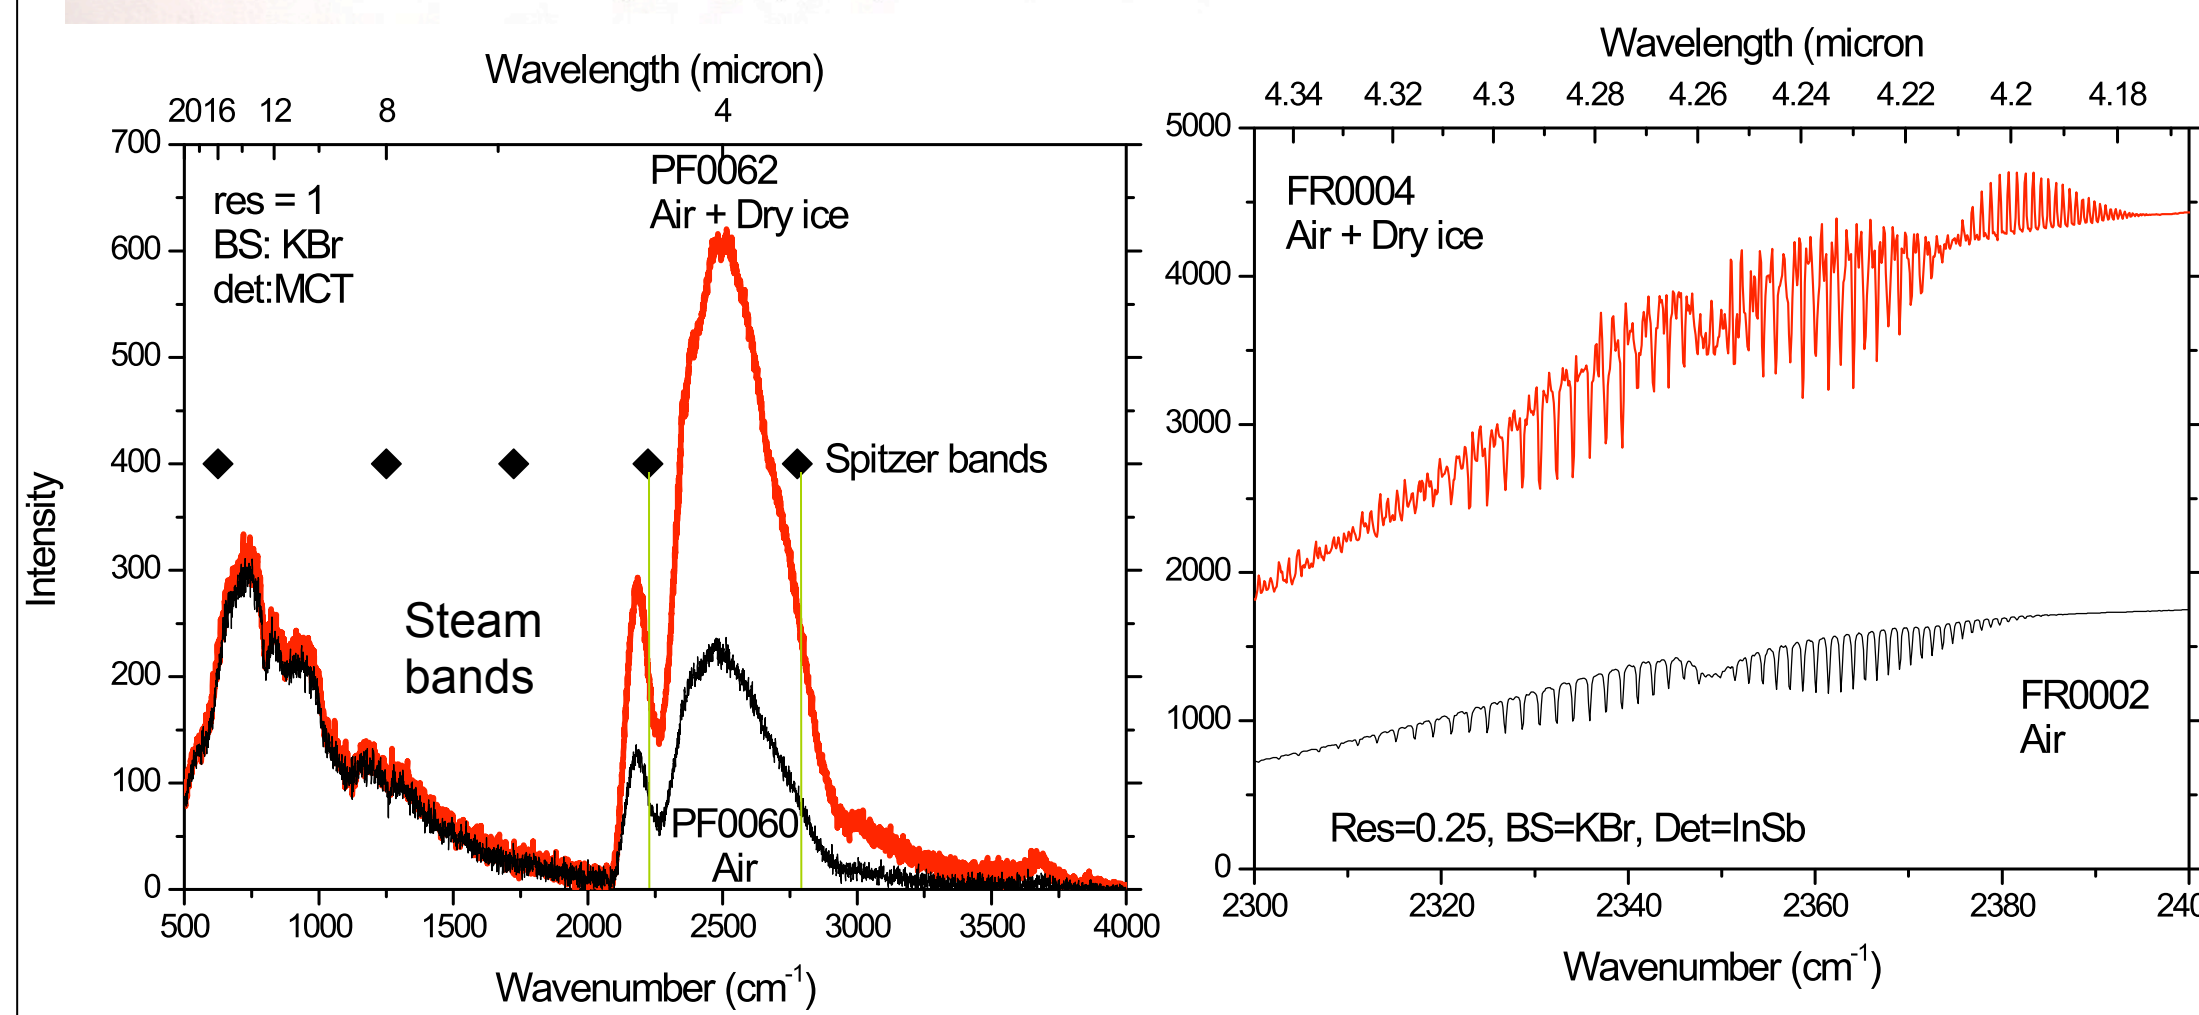 Wavelength (micron)
2016 12 8 4
700
600
500
400
300
200
100
0
Intensity
res = 1
BS: KBr
det:MCT
PF0062
Air + Dry ice
Spitzer bands
Steam
bands
PF0060
Air
500 1000 1500 2000 2500 3000 3500 4000
Wavenumber (cm-1)
Wavelength (micron
4.34 4.32 4.3 4.28 4.26 4.24 4.22 4.2 4.18
5000
4000
3000
2000
1000
0
FR0004
Air + Dry ice
FR0002
Air
Res=0.25, BS=KBr, Det=InSb
2300 2320 2340 2360 2380 240
Wavenumber (cm-1)